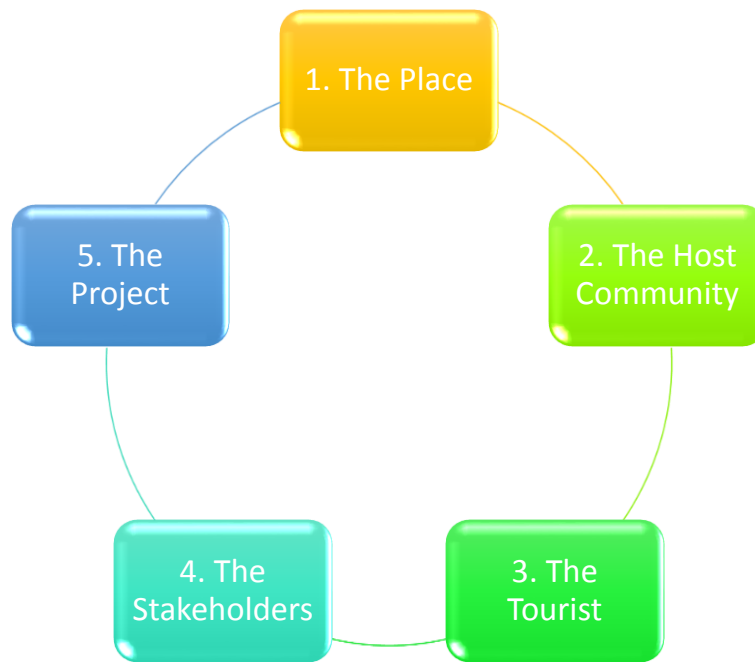 1. The Place
2. The Host
Community
3. The
Tourist
4. The
Stakeholders
5. The
Project